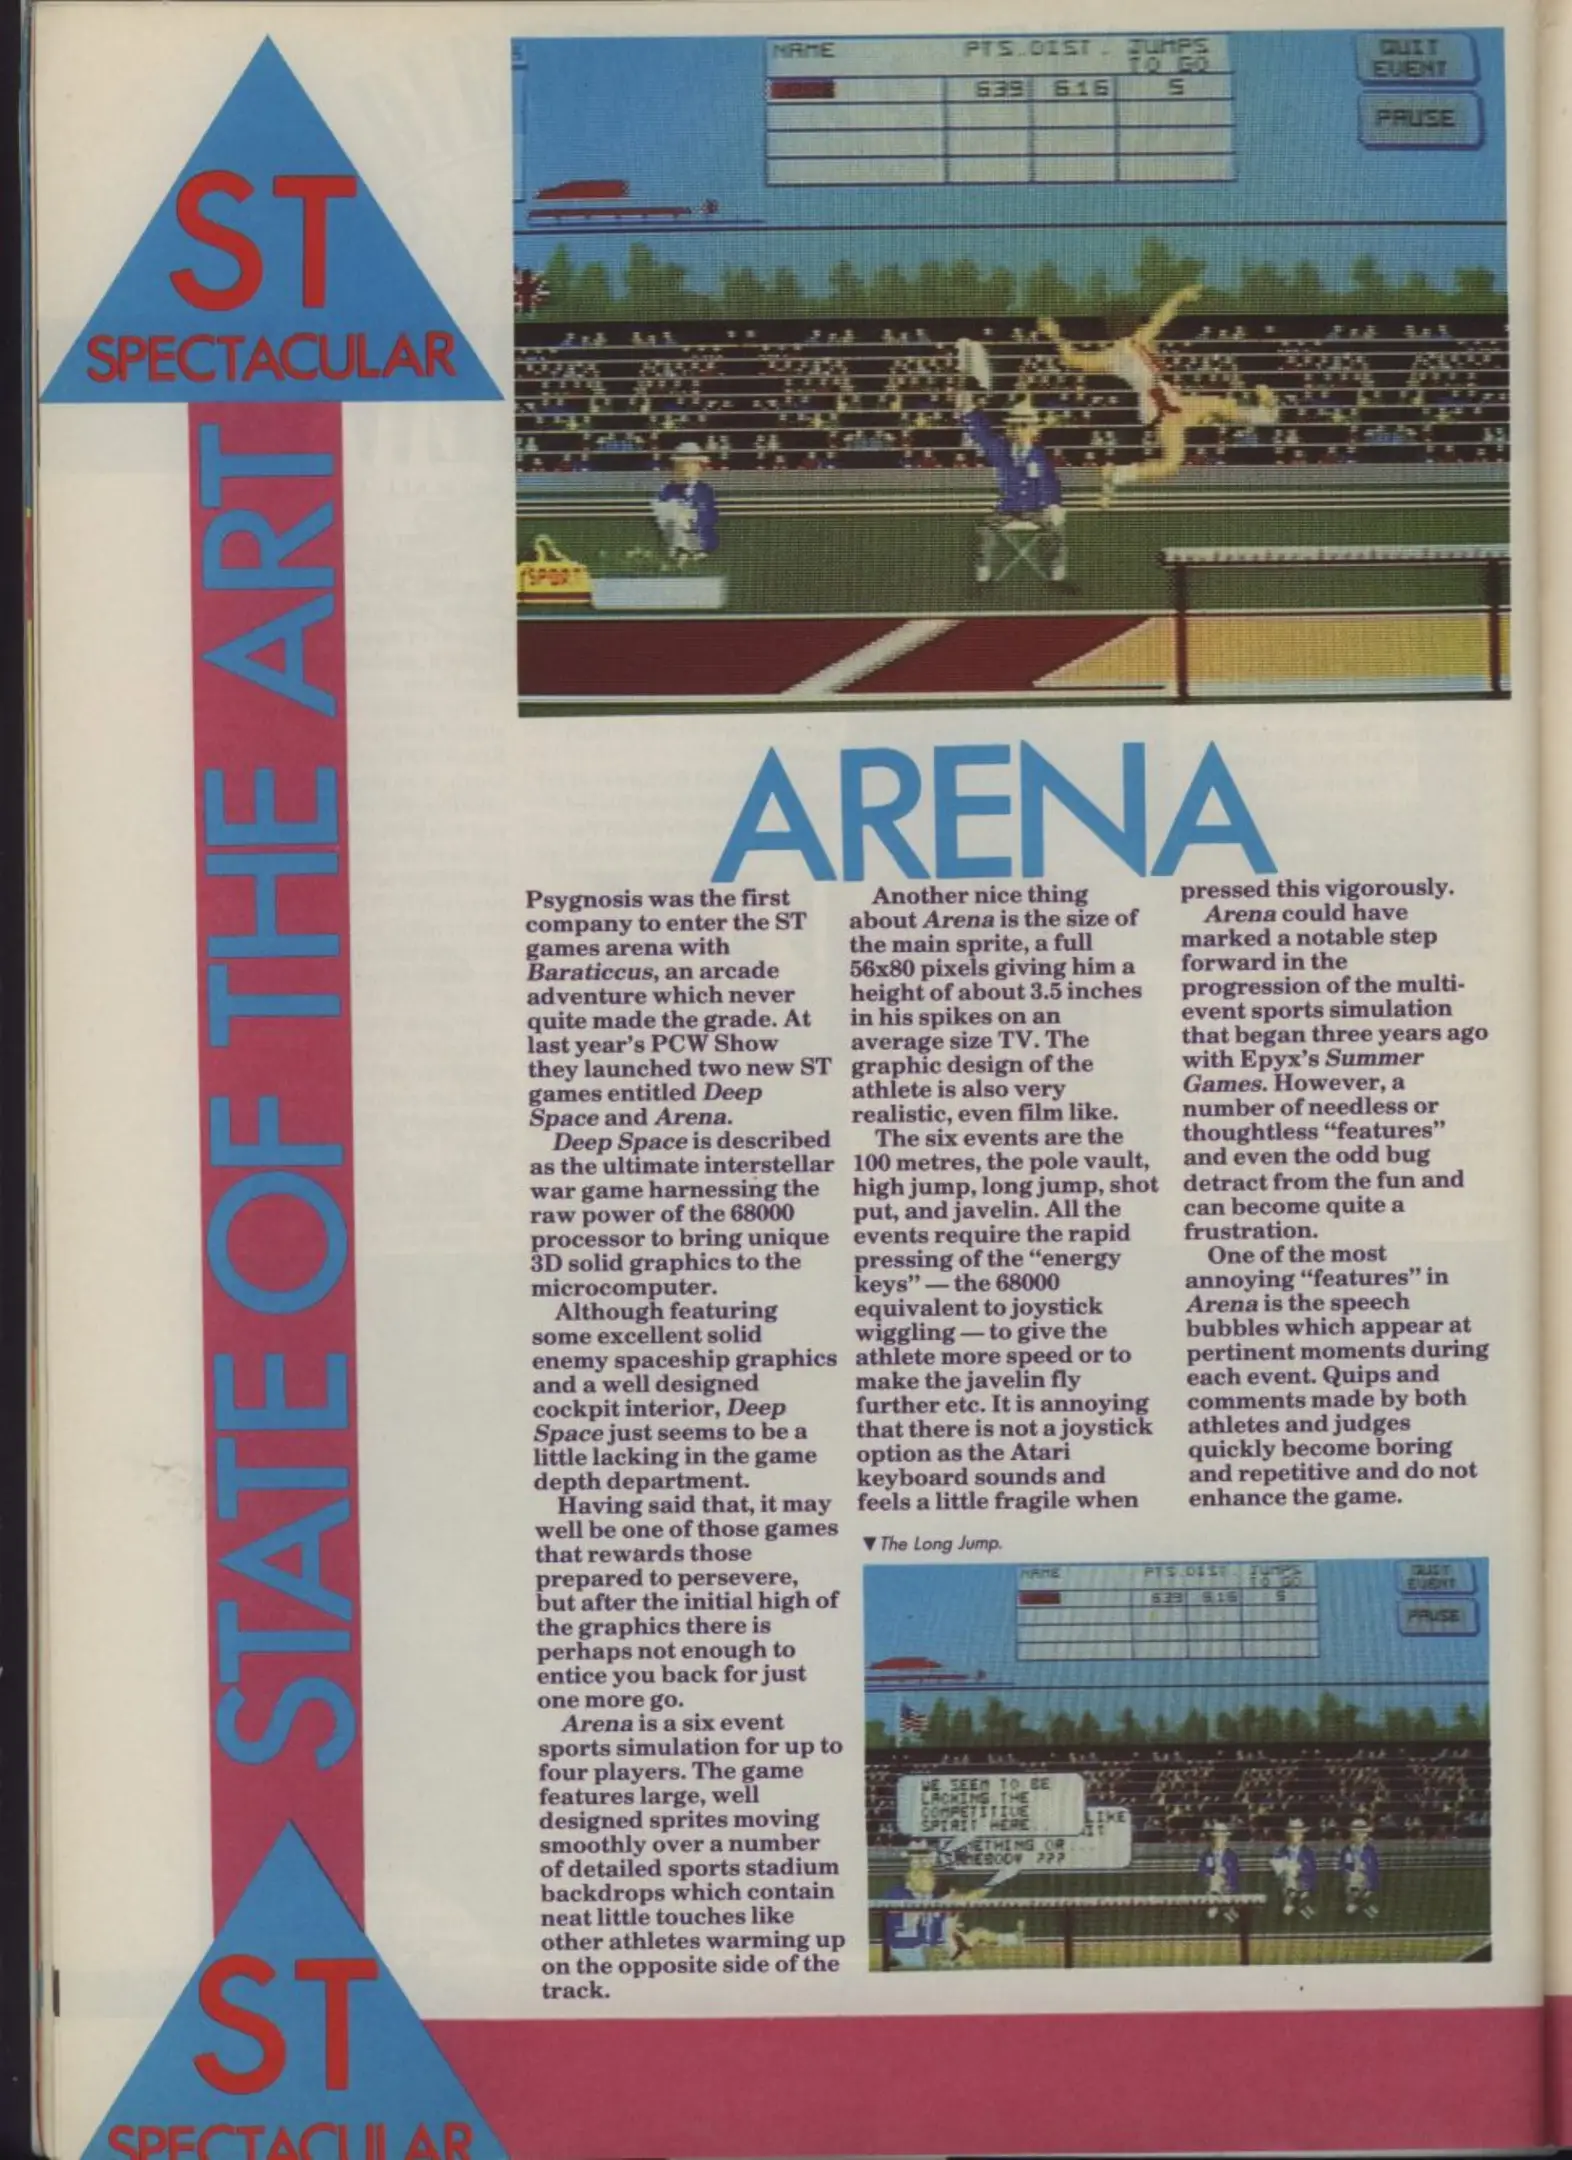 ST
SPECTACULAR
STATE OF THE ART
NAME PTS..DIST. JUMPS
TO GO
639 616 5
QUIT
EVENT
PAUSE
SPORT
ARENA
Psygnosis was the first
company to enter the ST
games arena with
Baraticcus, an arcade
adventure which never
quite made the grade. At
last year's PCW Show
they launched two new ST
games entitled Deep
Space and Arena.
Deep Space is described
as the ultimate interstellar
war game harnessing the
raw power of the 68000
processor to bring unique
3D solid graphics to the
microcomputer.
Although featuring
some excellent solid
enemy spaceship graphics
and a well designed
cockpit interior, Deep
Space just seems to be a
little lacking in the game
depth department.
Having said that, it may
well be one of those games
that rewards those
prepared to persevere,
but after the initial high of
the graphics there is
perhaps not enough to
entice you back for just
one more go.
Arena is a six event
sports simulation for up to
four players. The game
features large, well
designed sprites moving
smoothly over a number
of detailed sports stadium
backdrops which contain
neat little touches like
other athletes warming up
on the opposite side of the
track.
Another nice thing
about Arena is the size of
the main sprite, a full
56x80 pixels giving him a
height of about 3.5 inches
in his spikes on an
average size TV. The
graphic design of the
athlete is also very
realistic, even film like.
The six events are the
100 metres, the pole vault,
high jump, long jump, shot
put, and javelin. All the
events require the rapid
pressing of the "energy
keys" — the 68000
equivalent to joystick
wiggling — to give the
athlete more speed or to
make the javelin fly
further etc. It is annoying
that there is not a joystick
option as the Atari
keyboard sounds and
feels a little fragile when
pressed this vigorously.
Arena could have
marked a notable step
forward in the
progression of the multi-
event sports simulation
that began three years ago
with Epyx's Summer
Games. However, a
number of needless or
thoughtless "features"
and even the odd bug
detract from the fun and
can become quite a
frustration.
One of the most
annoying "features" in
Arena is the speech
bubbles which appear at
pertinent moments during
each event. Quips and
comments made by both
athletes and judges
quickly become boring
and repetitive and do not
enhance the game.
▼ The Long Jump.
NAME PTS.DIST. JUMPS
TO GO
639 616 5
QUIT
EVENT
PAUSE
WE SEEM TO BE
LACKING THE
COMPETITIVE
SPIRIT HERE..
LIKE
IT
ETHING OR ...
MEBODY ???
ST
SPECTACULAR